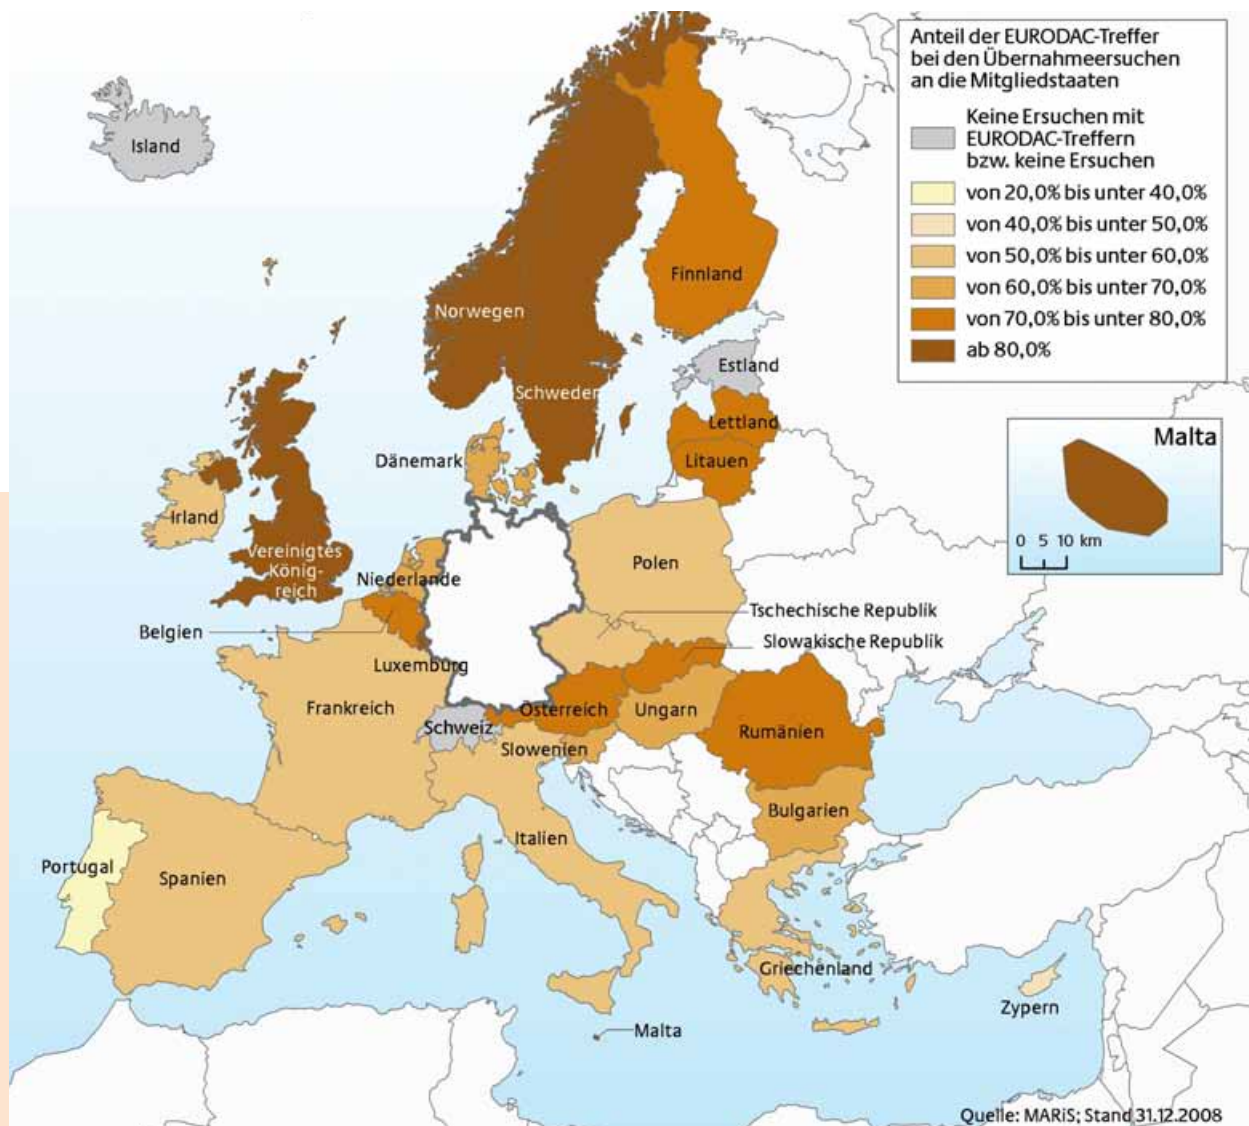 Anteil der EURODAC-Treffer
bei den Übernahmeersuchen
an die Mitgliedstaaten
Keine Ersuchen mit
EURODAC-Treffern
bzw. keine Ersuchen
von 20,0% bis unter 40,0%
von 40,0% bis unter 50,0%
von 50,0% bis unter 60,0%
von 60,0% bis unter 70,0%
von 70,0% bis unter 80,0%
ab 80,0%
Island
Finnland
Norwegen
Estland
Schweden
Lettland
Malta
Dänemark
Litauen
Irland
0 5 10 km
Vereinigtes
König-
reich
Polen
Niederlande
Tschechische Republik
Belgien
Slowakische Republik
Luxemburg
Frankreich
Österreich
Ungarn
Schweiz
Rumänien
Slowenien
Bulgarien
Italien
Portugal
Spanien
Griechenland
Zypern
Malta
Quelle: MARiS; Stand 31.12.2008